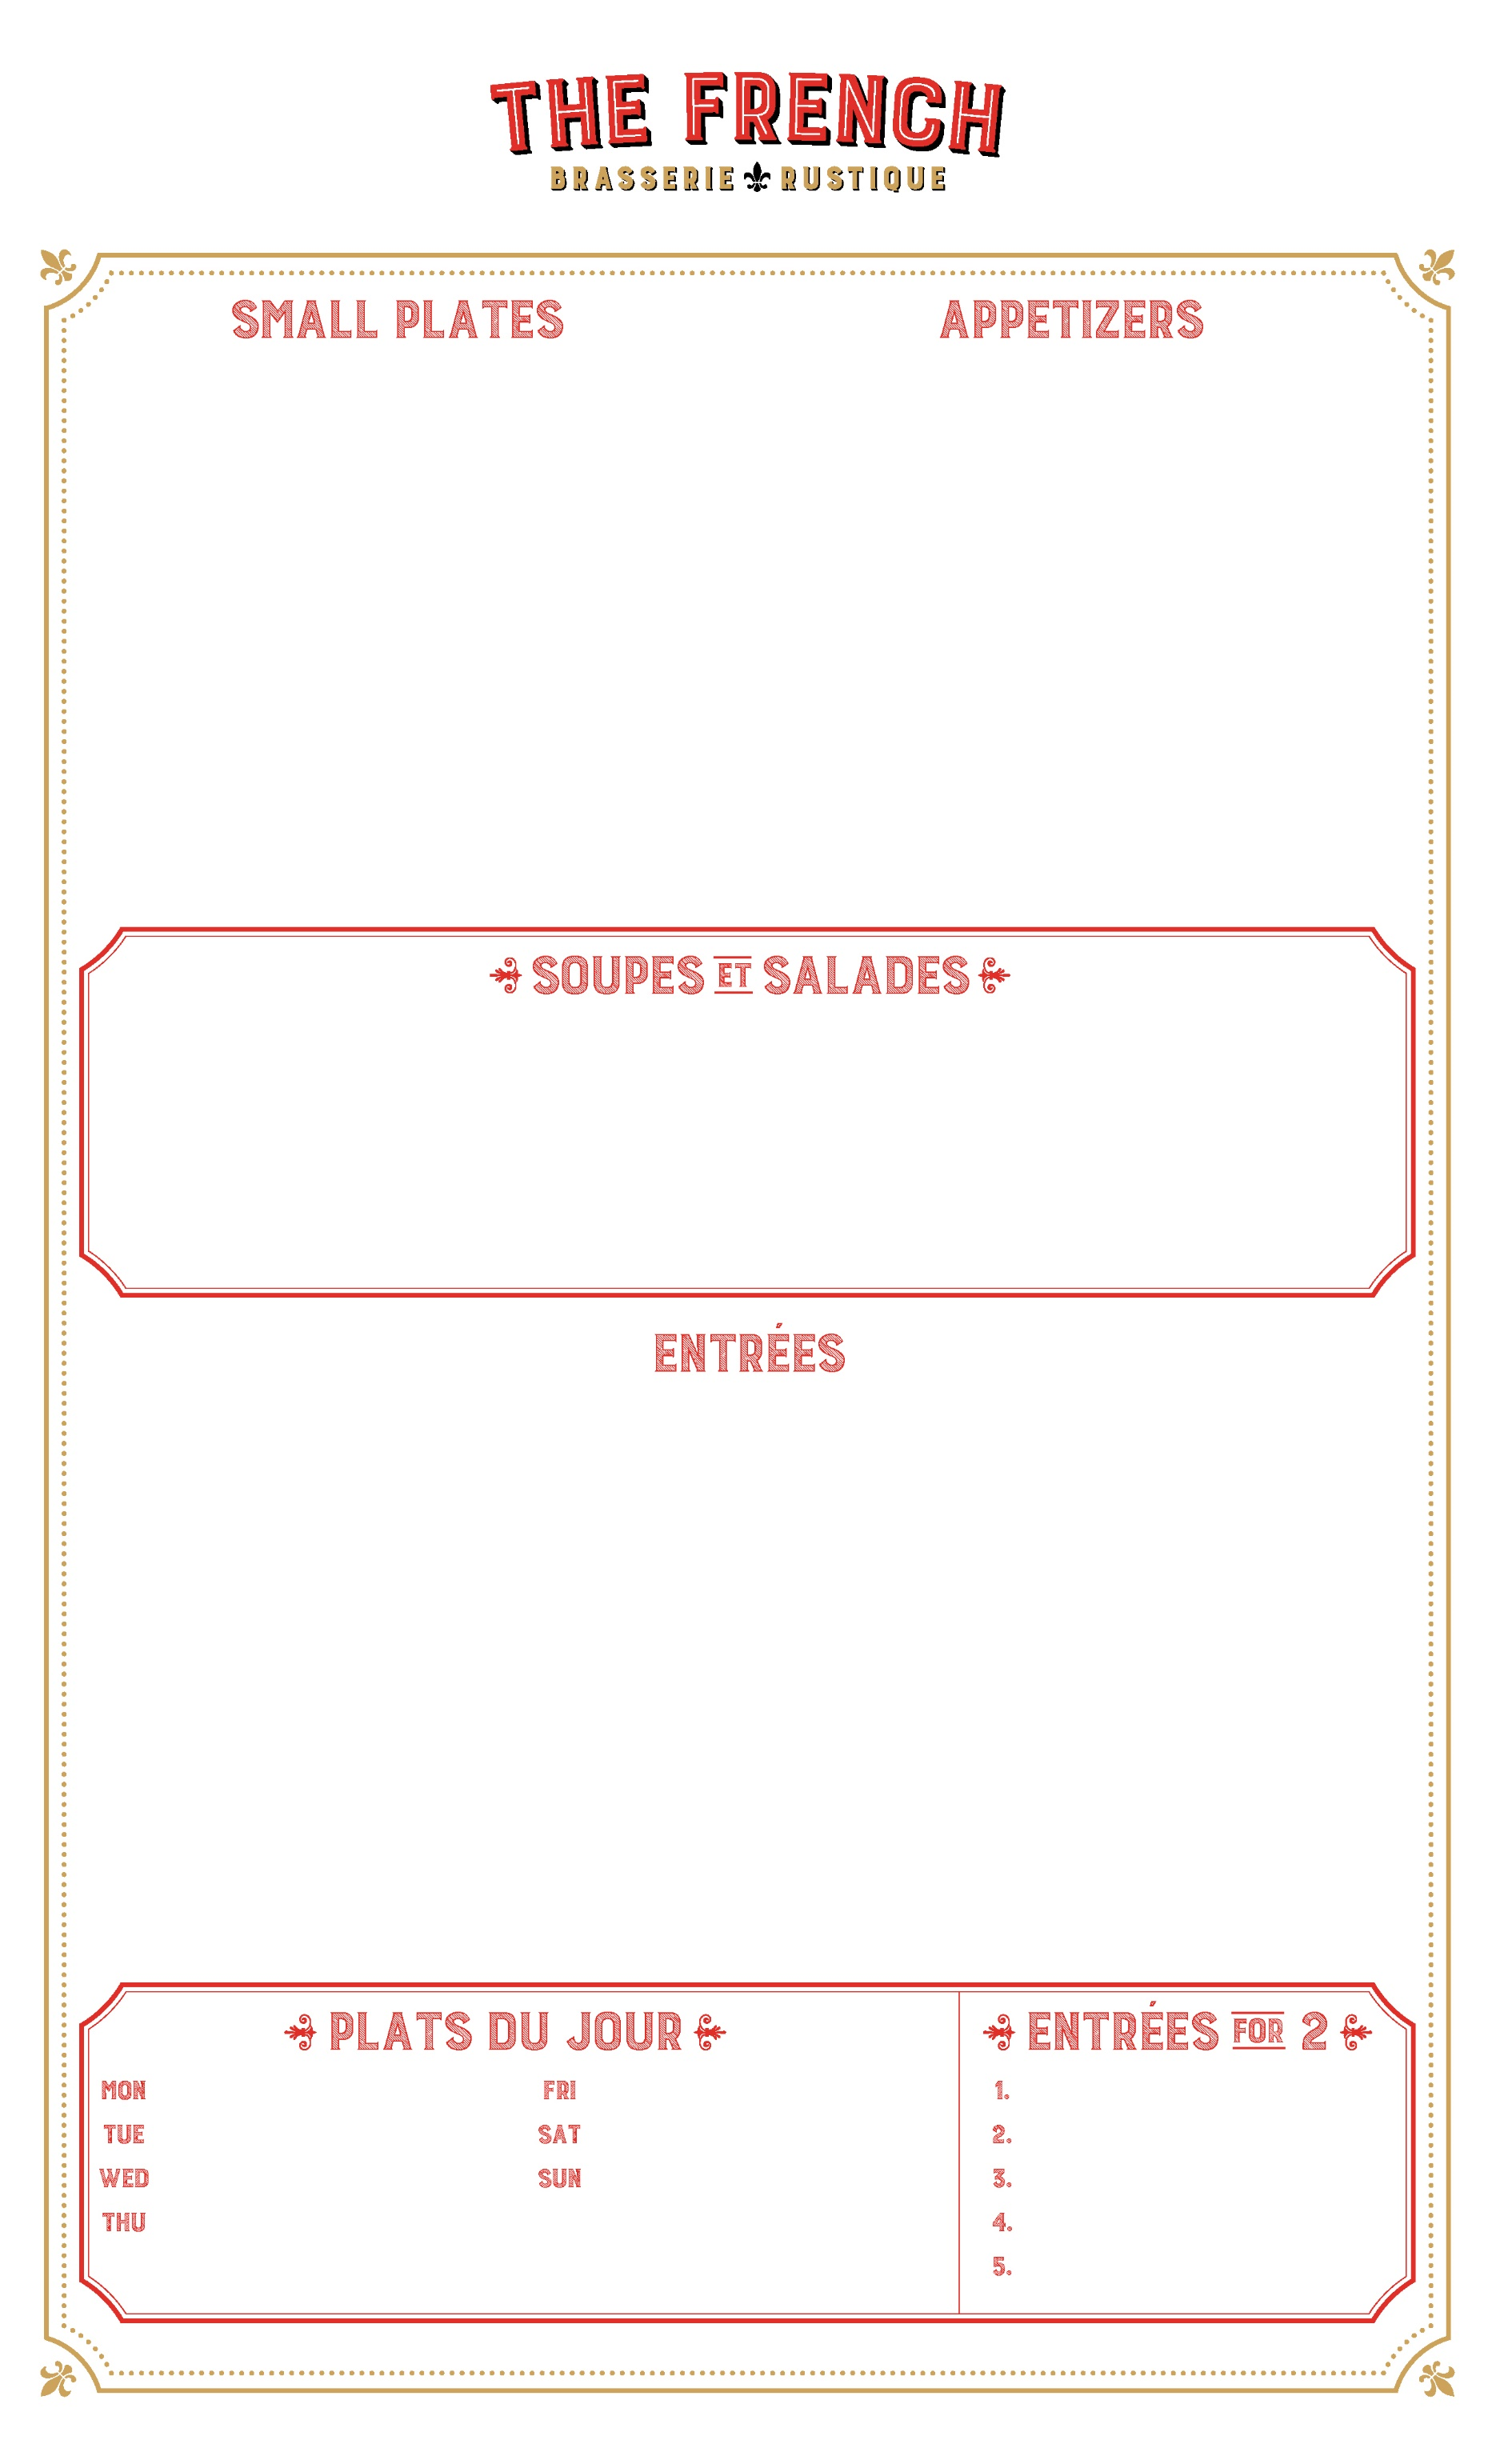 THE FRENCH
BRASSERIE RUSTIQUE
SMALL PLATES
APPETIZERS
SOUPES ET SALADES
ENTRÉES
PLATS DU JOUR
MON
TUE
WED
THU
FRI
SAT
SUN
ENTRÉES FOR 2
1.
2.
3.
4.
5.